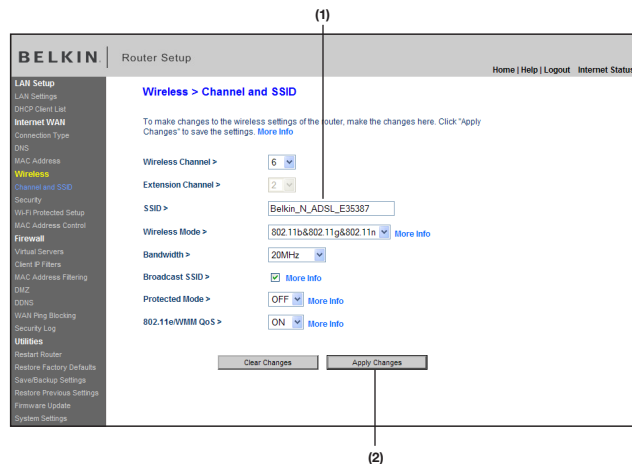 (1)
BELKIN. Router Setup
Home | Help | Logout Internet Status
LAN Setup
LAN Settings
DHCP Client List
Internet WAN
Connection Type
DNS
MAC Address
Wireless
Channel and SSID
Security
Wi-Fi Protected Setup
MAC Address Control
Firewall
Virtual Servers
Client IP Filters
MAC Address Filtering
DMZ
DDNS
WAN Ping Blocking
Security Log
Utilities
Restart Router
Restore Factory Defaults
Save/Backup Settings
Restore Previous Settings
Firmware Update
System Settings
Wireless > Channel and SSID
To make changes to the wireless settings of the router, make the changes here. Click "Apply
Changes" to save the settings. More Info
Wireless Channel > 6
Extension Channel > 2
SSID > Belkin_N_ADSL_E35387
Wireless Mode > 802.11b&802.11g&802.11n More Info
Bandwidth > 20MHz
Broadcast SSID > More Info
Protected Mode > OFF More Info
802.11e/WMM QoS > ON More Info
Clear Changes Apply Changes
(2)